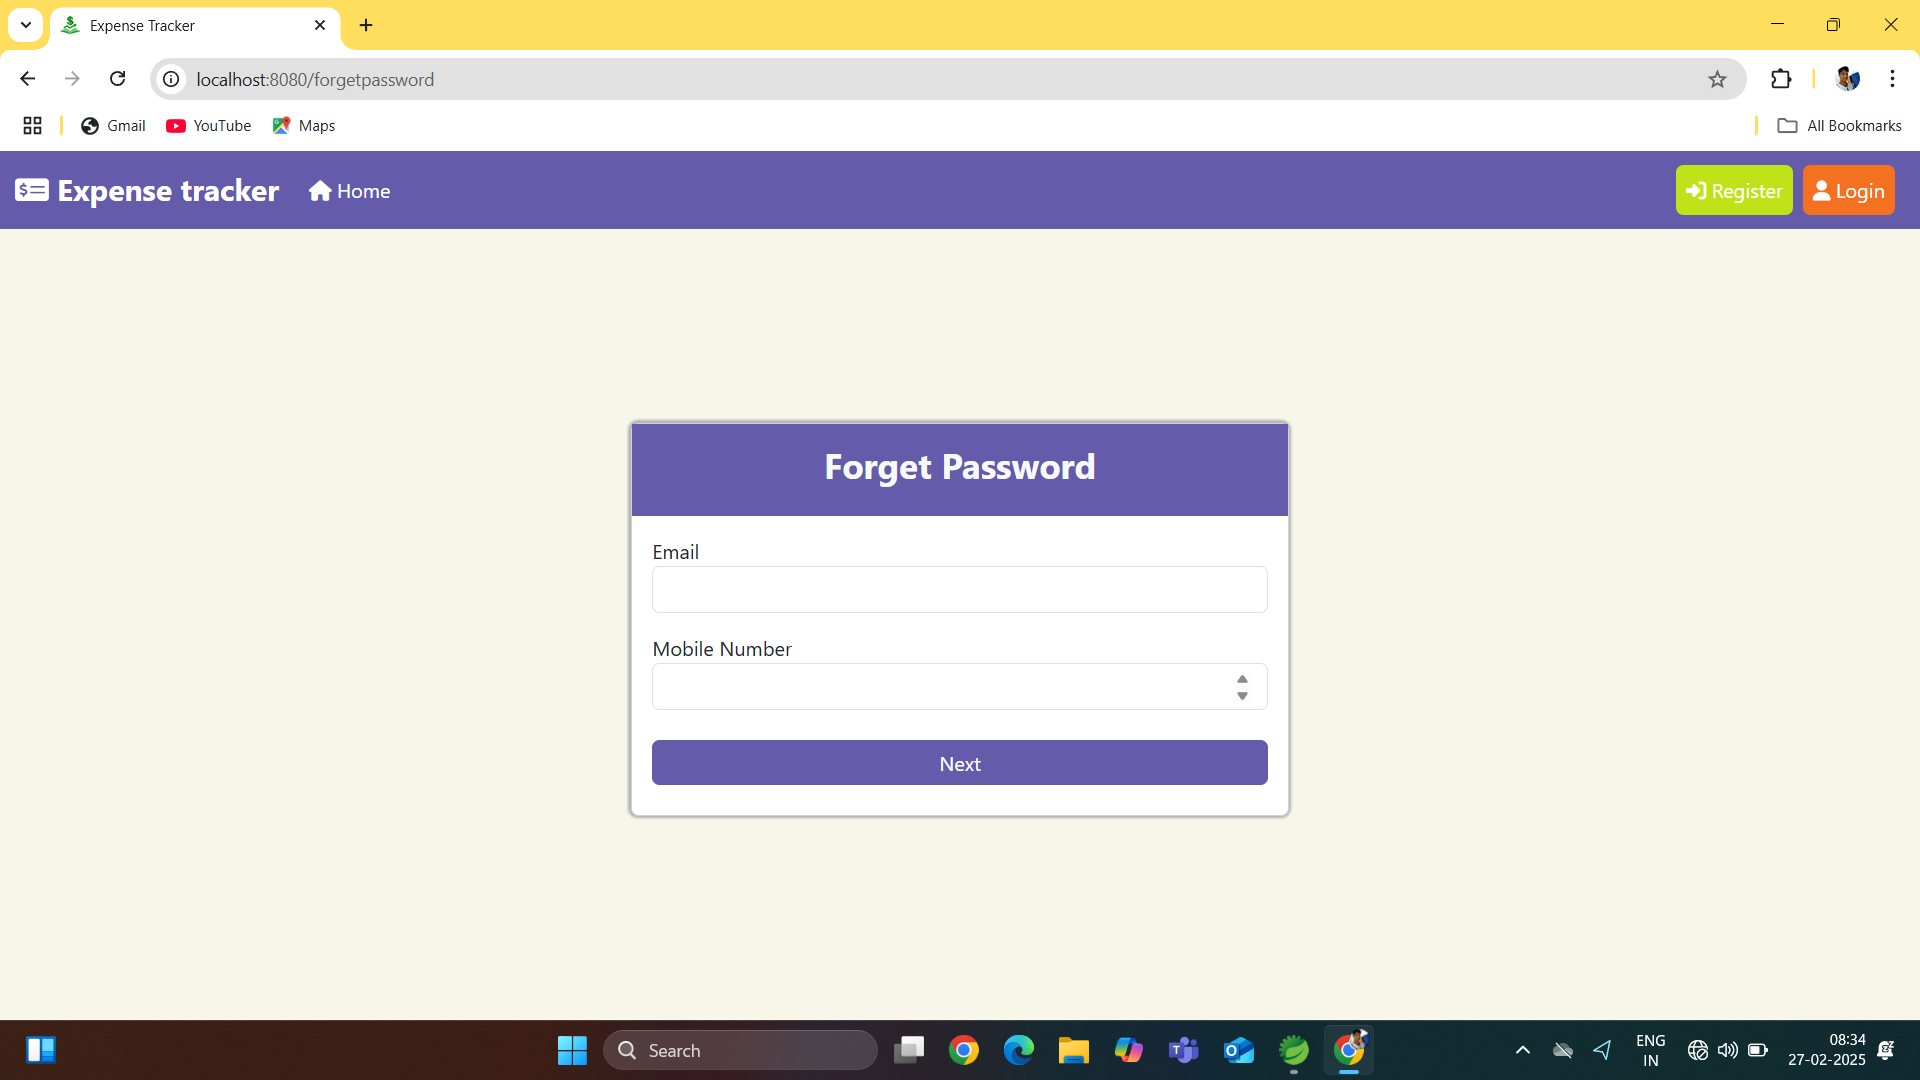 Expense Tracker
localhost:8080/forgetpassword
Gmail YouTube Maps All Bookmarks
Expense tracker Home Register Login
Forget Password
Email
Mobile Number
Next
Search
ENG
IN
08:34
27-02-2025